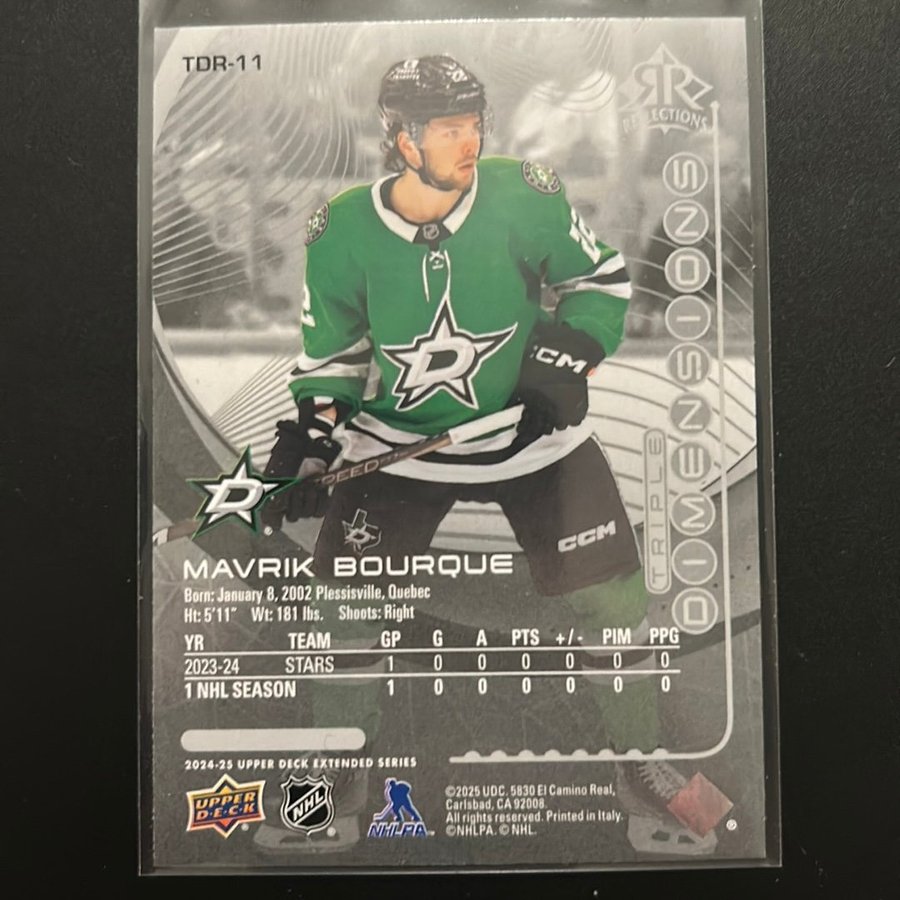 TDR-11
RR
REFLECTIONS
TRIPLE
DIMENSIONS
CCM
CCM
MAVRIK BOURQUE
Born: January 8, 2002 Plessisville, Quebec
Ht: 5'11" Wt: 181 lbs. Shoots: Right
YR TEAM GP G A PTS +/- PIM PPG
2023-24 STARS 1 0 0 0 0 0 0
1 NHL SEASON 1 0 0 0 0 0 0
2024-25 UPPER DECK EXTENDED SERIES
UPPER
D·E·C·K
NHL
®
NHLPA
©2025 UDC. 5830 El Camino Real,
Carlsbad, CA 92008.
All rights reserved. Printed in Italy.
©NHLPA. © NHL.
®